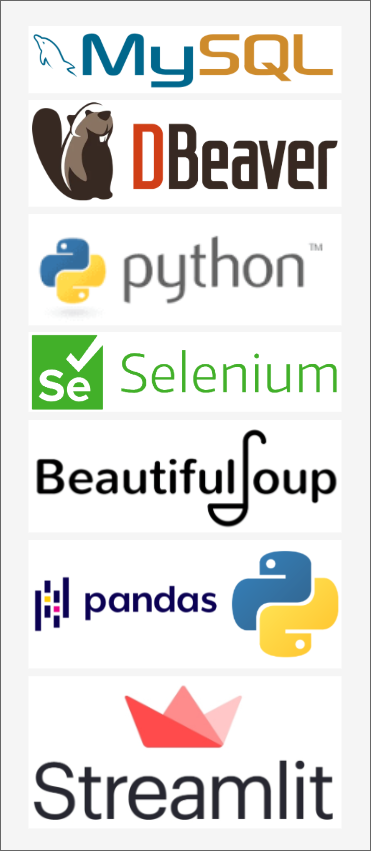 MySQL
DBeaver
python™
Se Selenium
BeautifulSoup
pandas
Streamlit